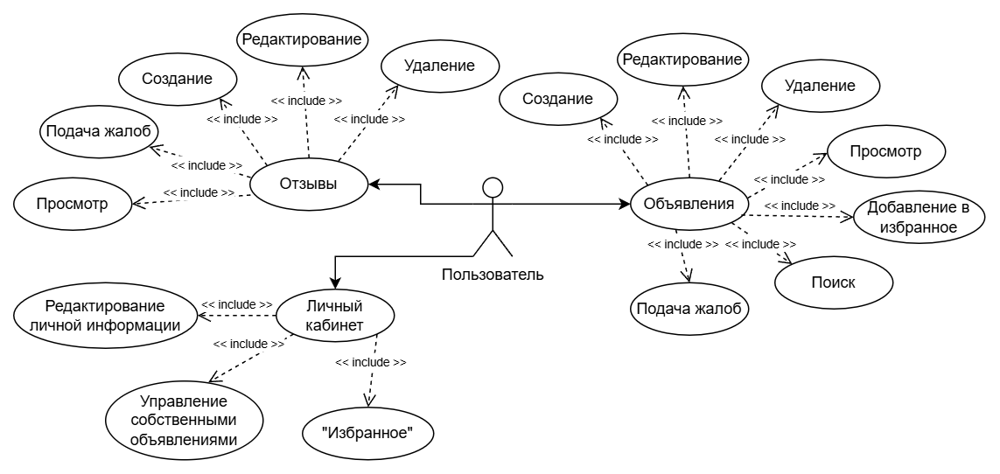 Редактирование
Создание
Удаление
<< include >>
<< include >>
<< include >>
Подача жалоб
<< include >>
Просмотр
<< include >>
Отзывы
Редактирование
Создание
Удаление
<< include >>
<< include >>
<< include >>
Просмотр
<< include >>
Объявления
<< include >>
Добавление в
избранное
<< include >>
<< include >>
Поиск
Подача жалоб
Пользователь
Личный
кабинет
<< include >>
Редактирование
личной информации
<< include >>
<< include >>
Управление
собственными
объявлениями
"Избранное"